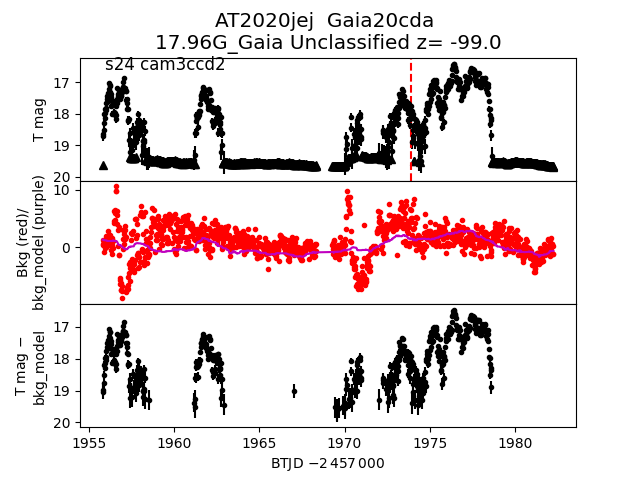 AT2020jej Gaia20cda
17.96G_Gaia Unclassified z= -99.0
s24 cam3ccd2
T mag
17
18
19
20
Bkg (red)/
bkg_model (purple)
10
0
T mag −
bkg_model
17
18
19
20
1955 1960 1965 1970 1975 1980
BTJD −2 457 000